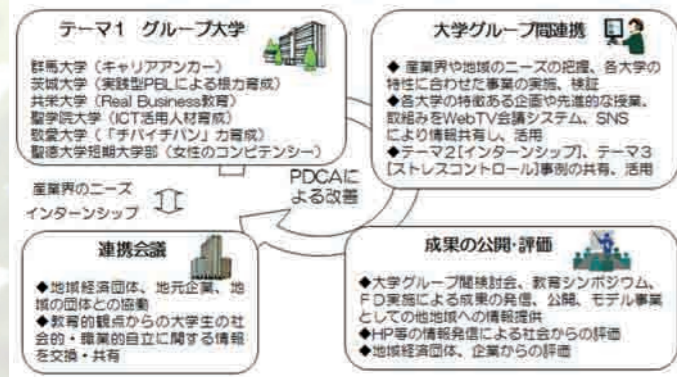 テーマ1 グループ大学
群馬大学（キャリアアンカー）
茨城大学（実践型PBLによる根力育成）
共栄大学（Real Business教育）
聖学院大学（ICT活用人材育成）
敬愛大学（「チバイチバン」力育成）
聖徳大学短期大学部（女性のコンピテンシー）
大学グループ間連携
◆ 産業界や地域のニーズの把握、各大学の
特性に合わせた事業の実施、検証
◆各大学の特徴ある企画や先進的な授業、
取組みをWebTV会議システム、SNS
により情報共有し、活用
◆テーマ2[インターンシップ]、テーマ3
[ストレスコントロール]事例の共有、活用
産業界のニーズ
インターンシップ
PDCAに
よる改善
連携会議
◆地域経済団体、地元企業、地
域の団体との協働
◆教育的観点からの大学生の社
会的・職業的自立に関する情報
を交換・共有
成果の公開・評価
◆大学グループ間検討会、教育シンポジウム、
FD実施による成果の発信、公開、モデル事業
としての他地域への情報提供
◆HP等の情報発信による社会からの評価
◆地域経済団体、企業からの評価